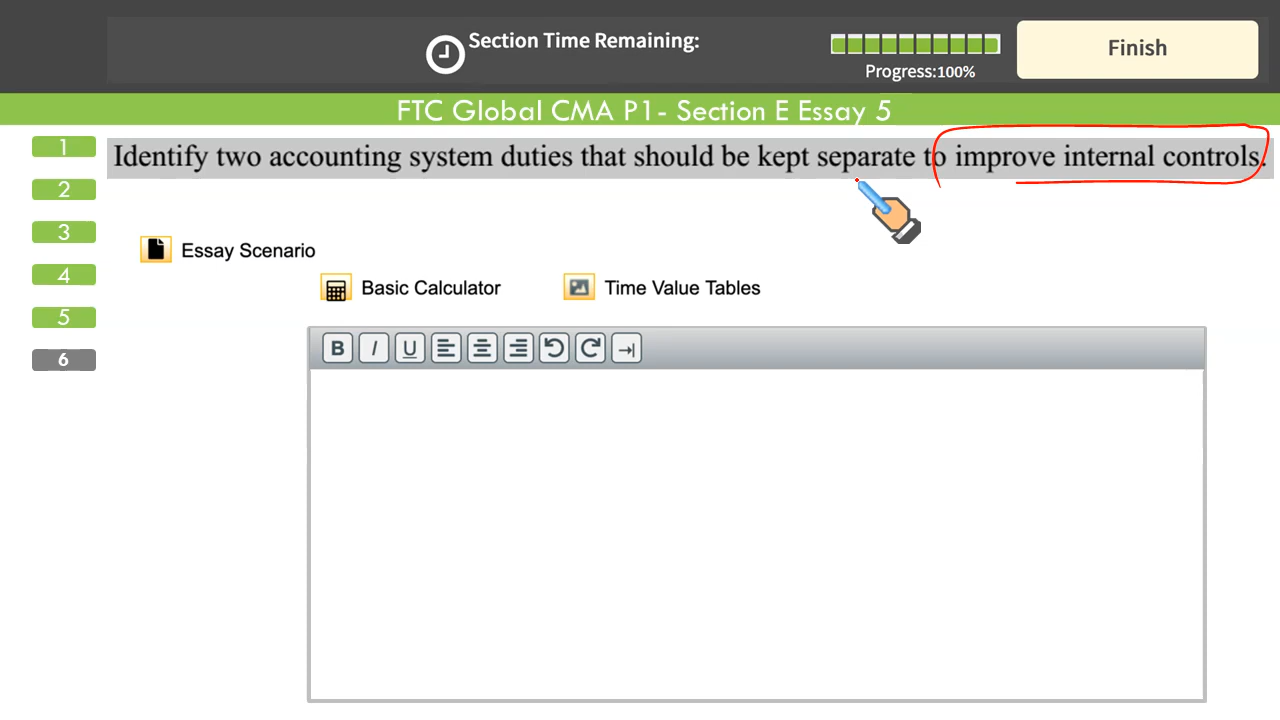 Section Time Remaining:
Progress:100%
Finish
FTC Global CMA P1- Section E Essay 5
1
Identify two accounting system duties that should be kept separate to improve internal controls.
2
3
Essay Scenario
4
Basic Calculator
Time Value Tables
5
6
B I U